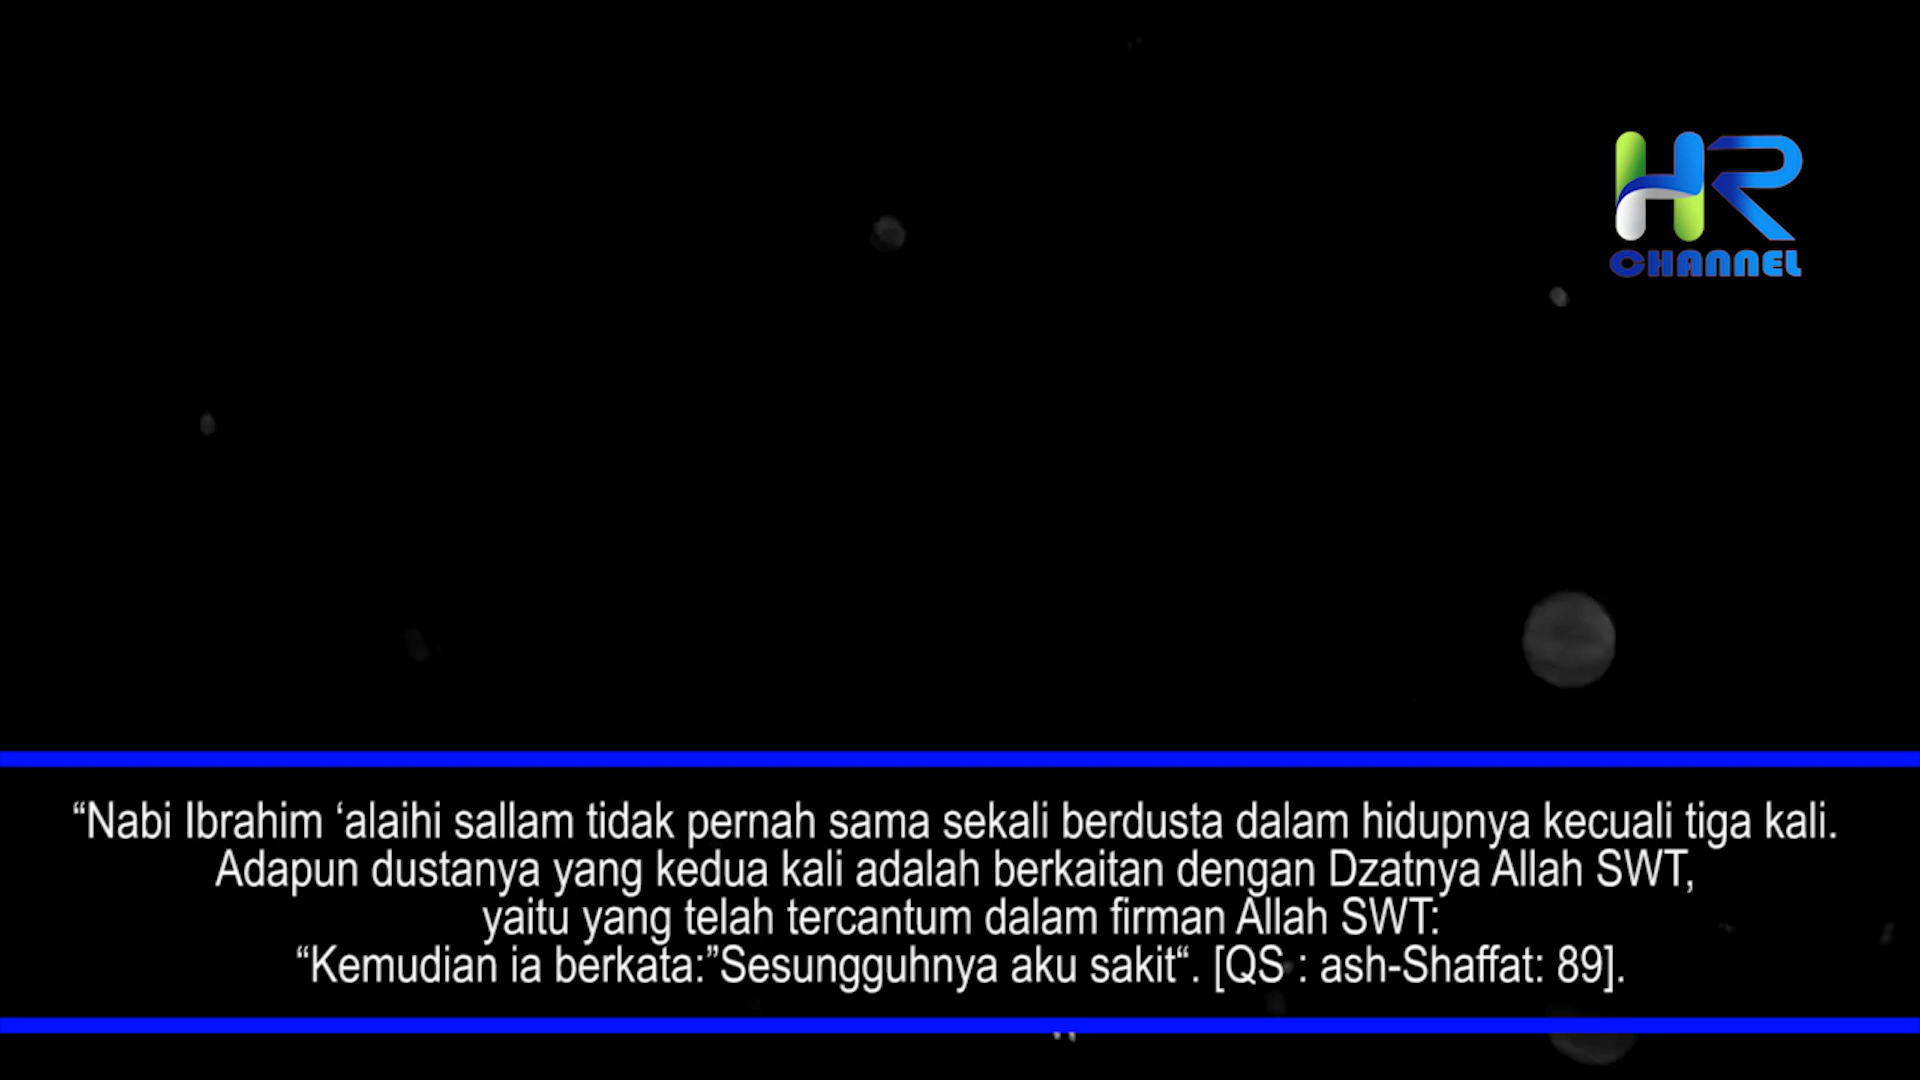 HR
CHANNEL
“Nabi Ibrahim ‘alaihi sallam tidak pernah sama sekali berdusta dalam hidupnya kecuali tiga kali.
Adapun dustanya yang kedua kali adalah berkaitan dengan Dzatnya Allah SWT,
yaitu yang telah tercantum dalam firman Allah SWT:
“Kemudian ia berkata:”Sesungguhnya aku sakit“. [QS : ash-Shaffat: 89].